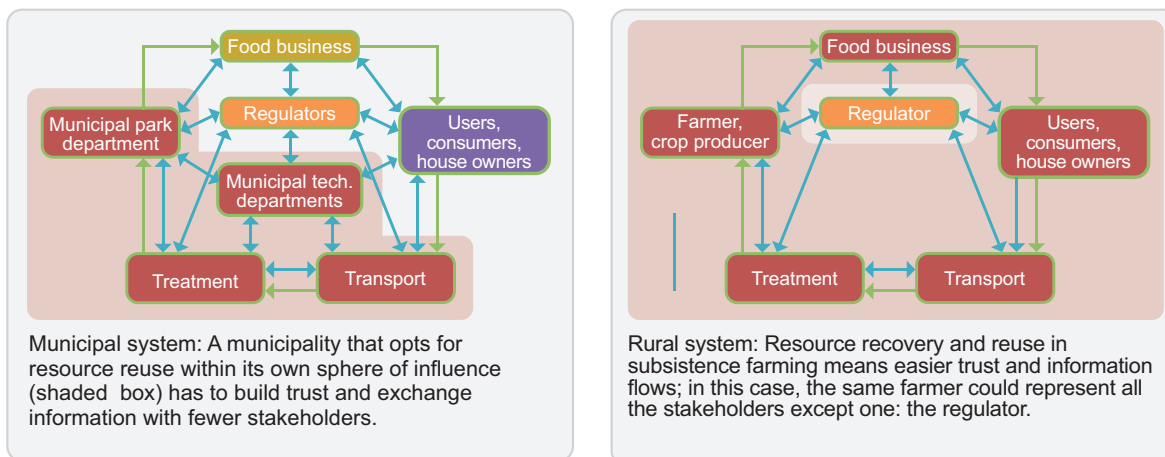 Food business
Regulators
Municipal park
department
Users,
consumers,
house owners
Municipal tech.
departments
Treatment
Transport
Municipal system: A municipality that opts for
resource reuse within its own sphere of influence
(shaded  box) has to build trust and exchange
information with fewer stakeholders.
Food business
Regulator
Farmer,
crop producer
Users,
consumers,
house owners
Treatment
Transport
Rural system: Resource recovery and reuse in
subsistence farming means easier trust and information
flows; in this case, the same farmer could represent all
the stakeholders except one: the regulator.